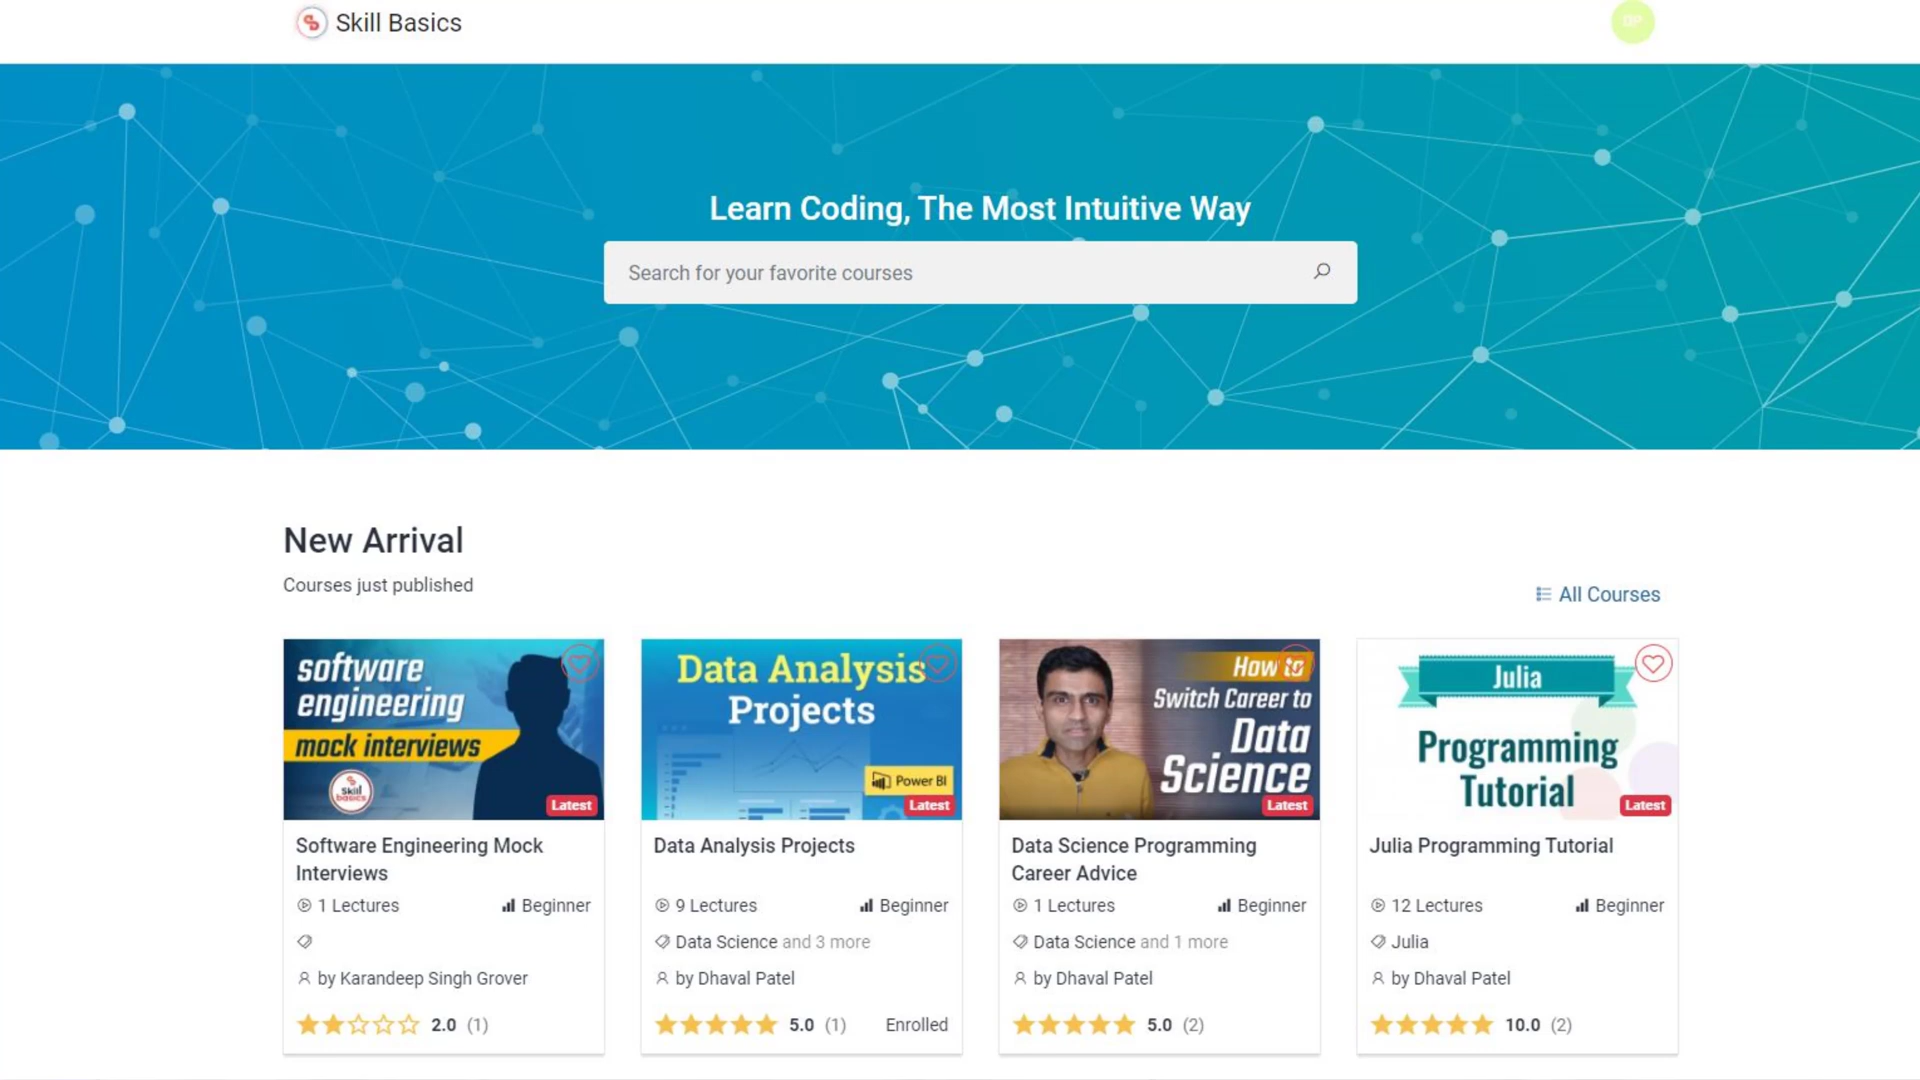 Skill Basics
DP
Learn Coding, The Most Intuitive Way
Search for your favorite courses
New Arrival
Courses just published
All Courses
software
engineering
mock interviews
Skill
basics
Latest
Software Engineering Mock
Interviews
1 Lectures Beginner
by Karandeep Singh Grover
2.0 (1)
Data Analysis
Projects
Power BI
Latest
Data Analysis Projects
9 Lectures Beginner
Data Science and 3 more
by Dhaval Patel
5.0 (1) Enrolled
How to
Switch Career to
Data
Science
Latest
Data Science Programming
Career Advice
1 Lectures Beginner
Data Science and 1 more
by Dhaval Patel
5.0 (2)
Julia
Programming
Tutorial
Latest
Julia Programming Tutorial
12 Lectures Beginner
Julia
by Dhaval Patel
10.0 (2)